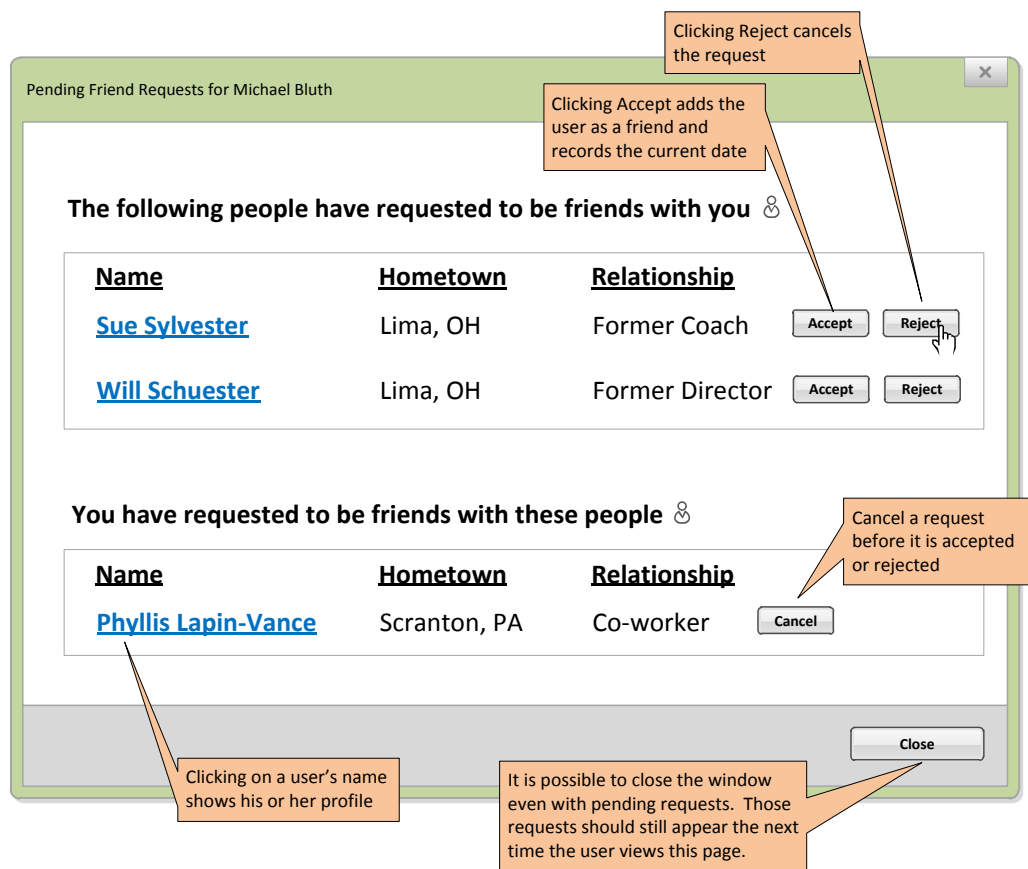 Clicking Reject cancels
the request
Pending Friend Requests for Michael Bluth
Clicking Accept adds the
user as a friend and
records the current date
The following people have requested to be friends with you
Name Hometown Relationship
Sue Sylvester Lima, OH Former Coach Accept Reject
Will Schuester Lima, OH Former Director Accept Reject
You have requested to be friends with these people
Cancel a request
before it is accepted
or rejected
Name Hometown Relationship
Phyllis Lapin-Vance Scranton, PA Co-worker Cancel
Close
Clicking on a user’s name
shows his or her profile
It is possible to close the window
even with pending requests.  Those
requests should still appear the next
time the user views this page.